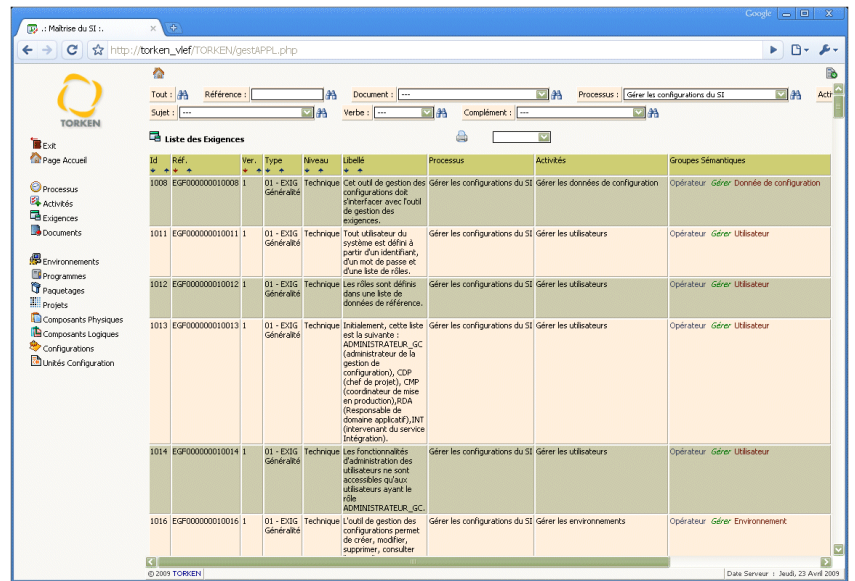 Google
.: Maîtrise du SI :.
http://torken_vlef/TORKEN/gestAPPL.php
TORKEN
Exit
Page Accueil
Processus
Activités
Exigences
Documents
Environnements
Programmes
Paquetages
Projets
Composants Physiques
Composants Logiques
Configurations
Unités Configuration
Tout : Référence : Document : --- Processus : Gérer les configurations du SI Acti
Sujet : --- Verbe : --- Complément : ---
Liste des Exigences
Id Réf. Ver. Type Niveau Libellé Processus Activités Groupes Sémantiques
1008 EGF000000010008 1 01 - EXIG Technique Cet outil de gestion des Gérer les configurations du SI Gérer les données de configuration Opérateur Gérer Donnée de configuration
Généralité configurations doit
s'interfacer avec l'outil
de gestion des
exigences.
1011 EGF000000010011 1 01 - EXIG Technique Tout utilisateur du Gérer les configurations du SI Gérer les utilisateurs Opérateur Gérer Utilisateur
Généralité système est défini à
partir d'un identifiant,
d'un mot de passe et
d'une liste de rôles.
1012 EGF000000010012 1 01 - EXIG Technique Les rôles sont définis Gérer les configurations du SI Gérer les utilisateurs Opérateur Gérer Utilisateur
Généralité dans une liste de
données de référence.
1013 EGF000000010013 1 01 - EXIG Technique Initialement, cette liste Gérer les configurations du SI Gérer les utilisateurs Opérateur Gérer Utilisateur
Généralité est la suivante :
ADMINISTRATEUR_GC
(administrateur de la
gestion de
configuration), CDP
(chef de projet), CMP
(coordinateur de mise
en production),RDA
(Responsable de
domaine applicatif),INT
(intervenant du service
Intégration).
1014 EGF000000010014 1 01 - EXIG Technique Les fonctionnalités Gérer les configurations du SI Gérer les utilisateurs Opérateur Gérer Utilisateur
Généralité d'administration des
utilisateurs ne sont
accessibles qu'aux
utilisateurs ayant le
rôle
ADMINISTRATEUR_GC.
1016 EGF000000010016 1 01 - EXIG Technique L'outil de gestion des Gérer les configurations du SI Gérer les environnements Opérateur Gérer Environnement
Généralité configurations permet
de créer, modifier,
supprimer, consulter
© 2009 TORKEN Date Serveur : Jeudi, 23 Avril 2009